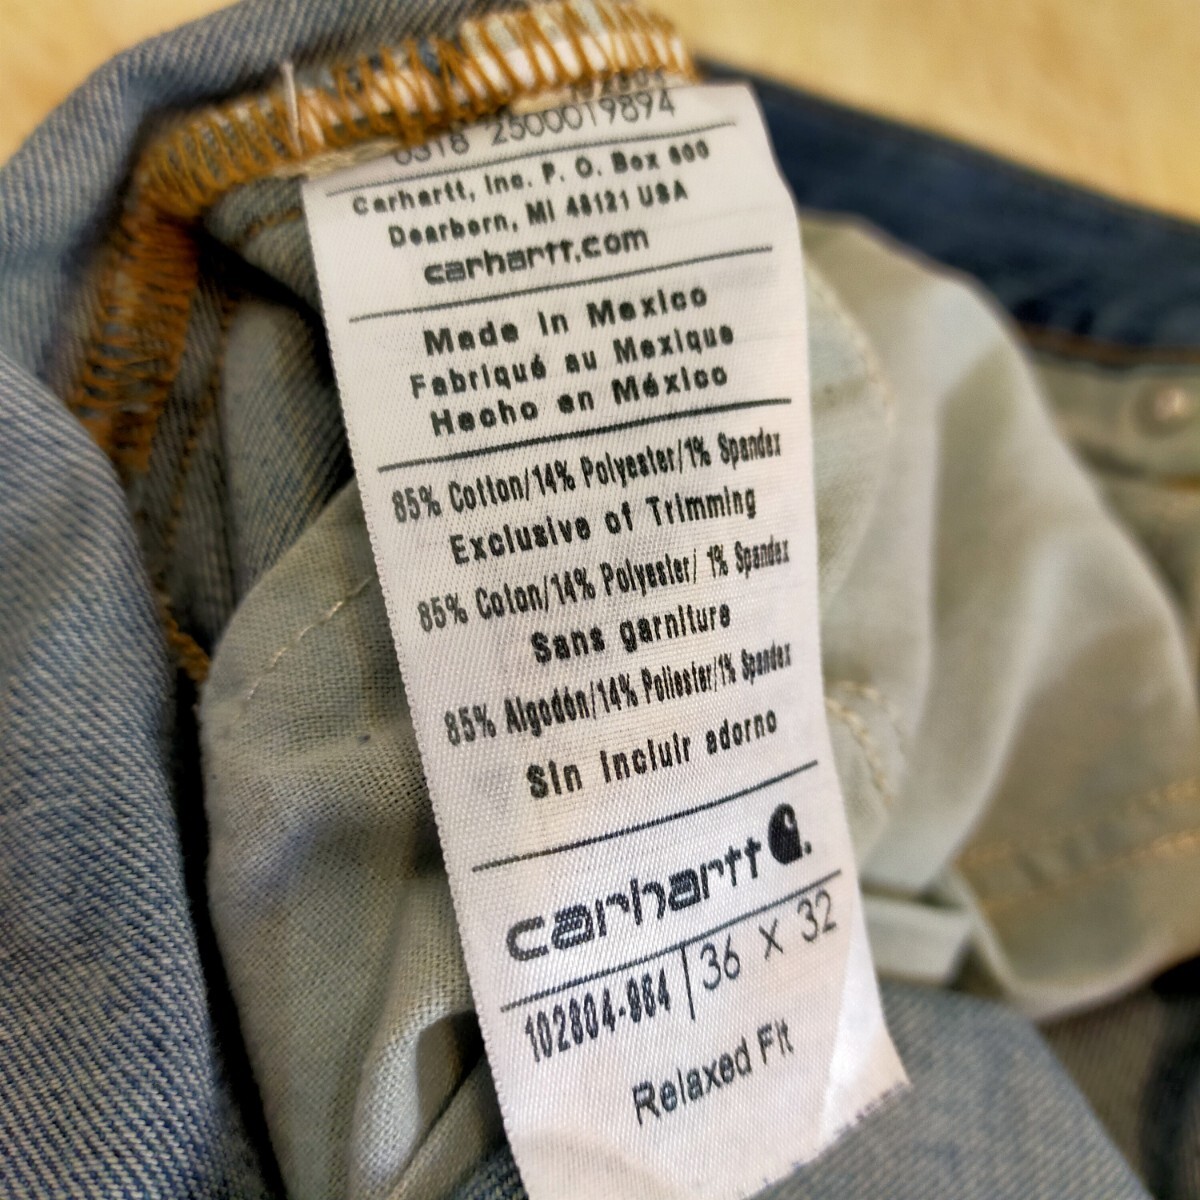 0318 2500019894
Carhartt, Inc. P. O. Box 600
Dearborn, MI 48121 USA
carhartt.com
Made in Mexico
Fabriqué au Mexique
Hecho en México
85% Cotton/14% Polyester/1% Spandex
Exclusive of Trimming
85% Coton/14% Polyester/ 1% Spandex
Sans garniture
85% Algodón/14% Poliester/1% Spandex
Sin incluir adorno
carhartt
102804-964 | 36 X 32
Relaxed Fit